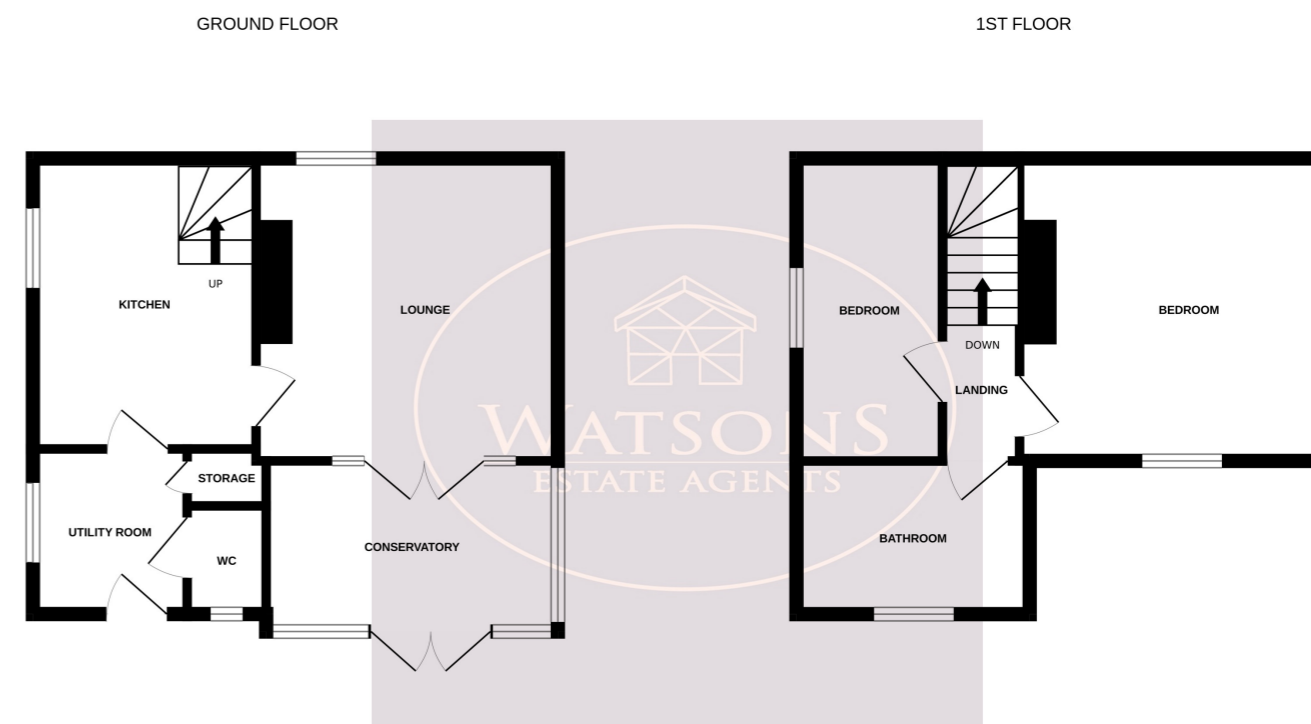 GROUND FLOOR
1ST FLOOR
UP
KITCHEN
LOUNGE
STORAGE
UTILITY ROOM
WC
CONSERVATORY
BEDROOM
BEDROOM
DOWN
LANDING
BATHROOM
WATSONS
ESTATE AGENTS